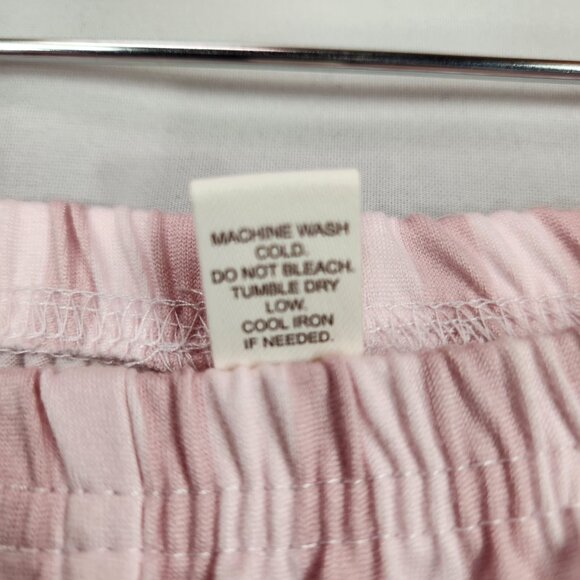 MACHINE WASH
COLD.
DO NOT BLEACH.
TUMBLE DRY
LOW.
COOL IRON
IF NEEDED.